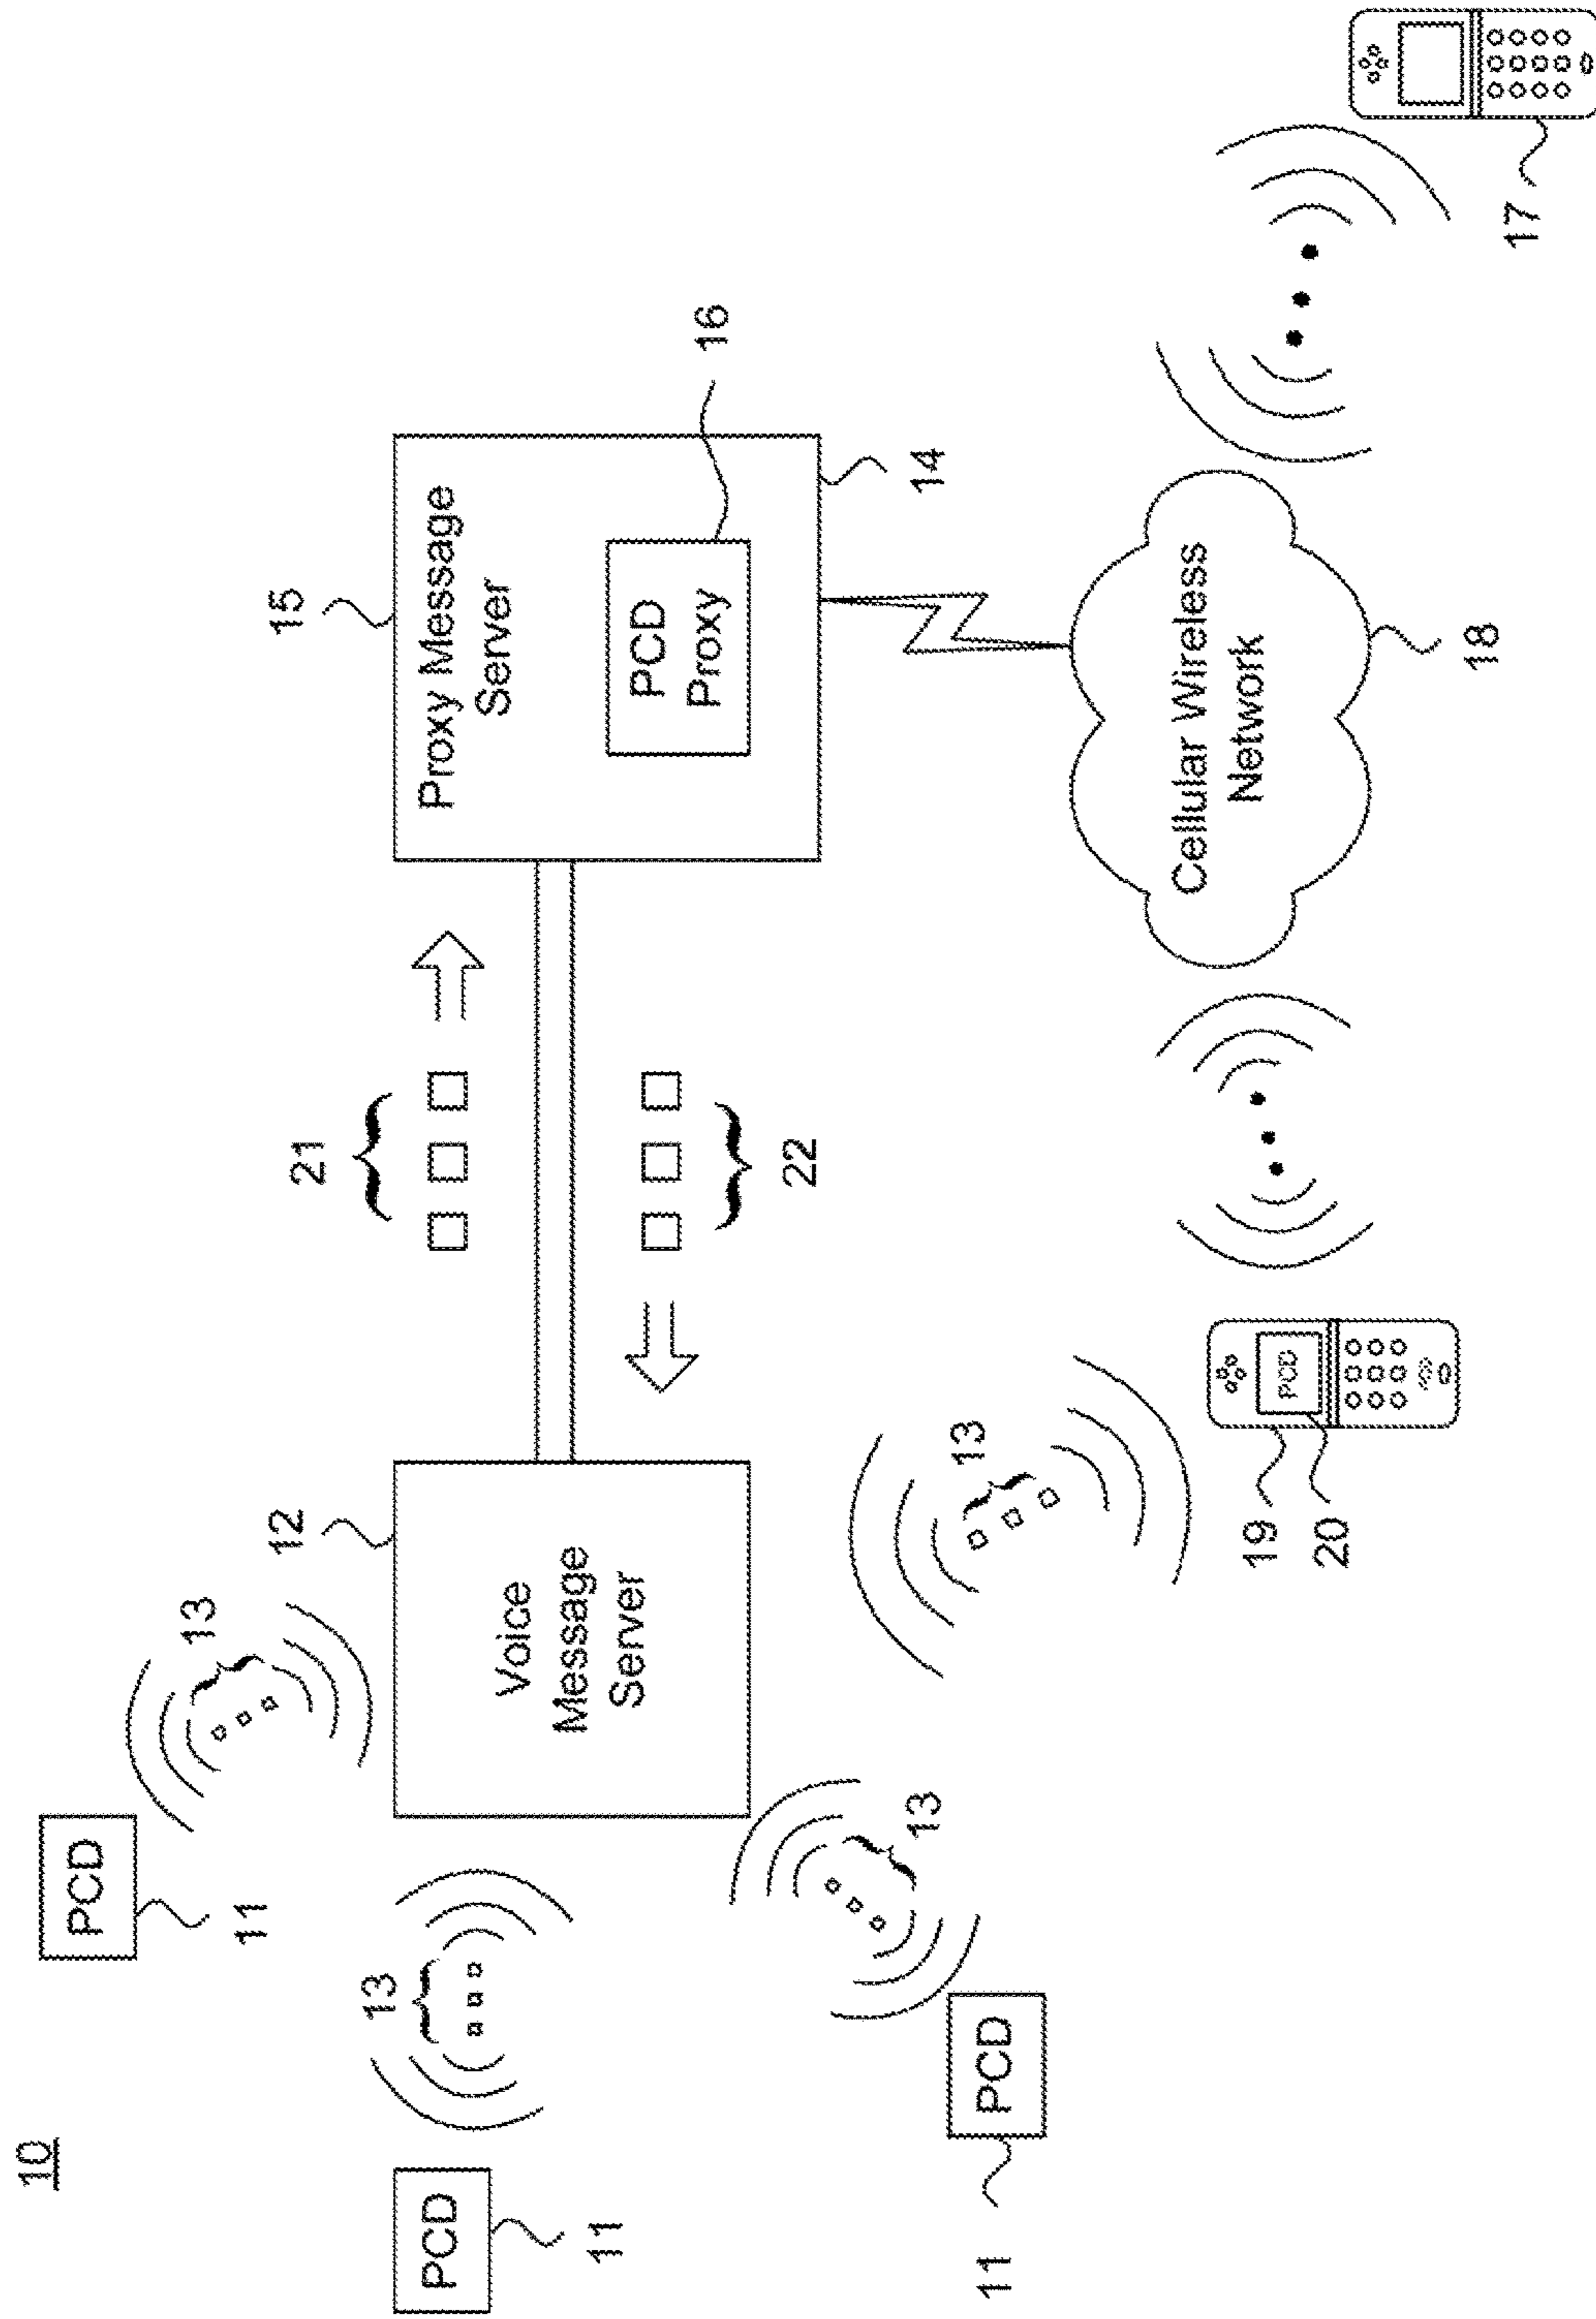 10
PCD
11
13
PCD
11
13
PCD
11
13
12
Voice
Message
Server
13
21
22
15
Proxy Message
Server
PCD
Proxy
16
14
Cellular Wireless
Network
18
PCD
19
20
17